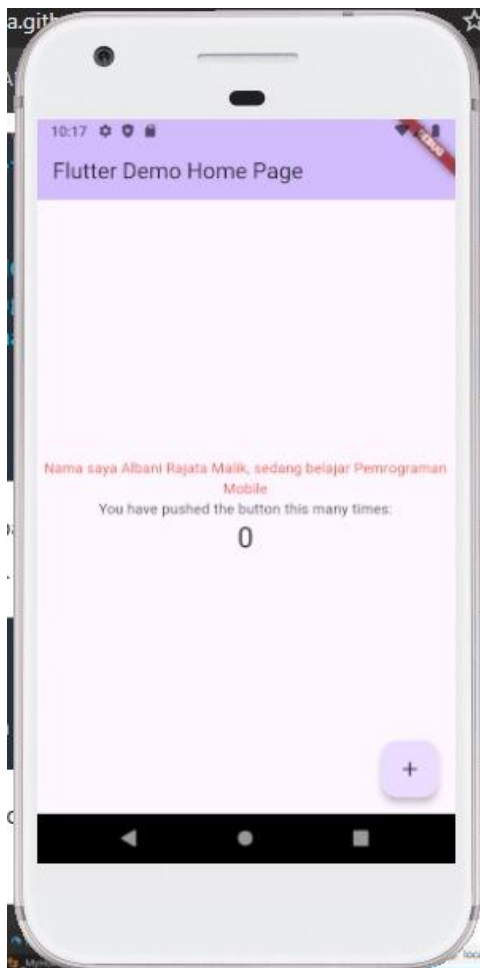 a.git
10:17
DEBUG
Flutter Demo Home Page
Nama saya Albani Rajata Malik, sedang belajar Pemrograman
Mobile
You have pushed the button this many times:
0
+